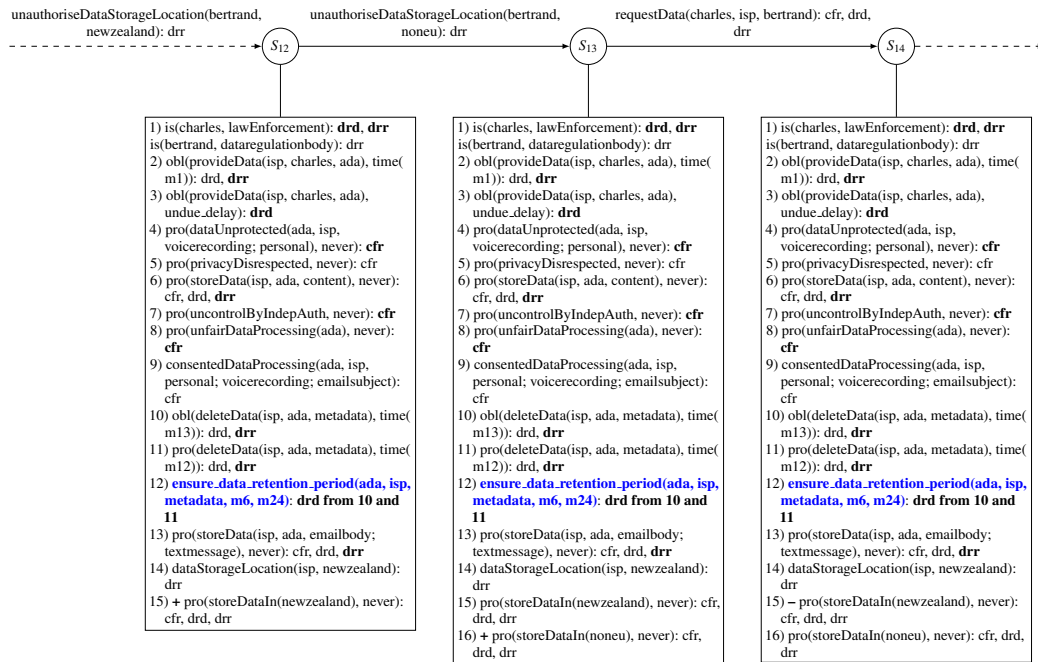 unauthoriseDataStorageLocation(bertrand,
newzealand): drr
unauthoriseDataStorageLocation(bertrand,
noneu): drr
requestData(charles, isp, bertrand): cfr, drd,
drr
S12
S13
S14
1) is(charles, lawEnforcement): drd, drr
is(bertrand, dataregulationbody): drr
2) obl(provideData(isp, charles, ada), time(
m1)): drd, drr
3) obl(provideData(isp, charles, ada),
undue_delay): drd
4) pro(dataUnprotected(ada, isp,
voicerecording; personal), never): cfr
5) pro(privacyDisrespected, never): cfr
6) pro(storeData(isp, ada, content), never):
cfr, drd, drr
7) pro(uncontrolByIndepAuth, never): cfr
8) pro(unfairDataProcessing(ada), never):
cfr
9) consentedDataProcessing(ada, isp,
personal; voicerecording; emailsubject):
cfr
10) obl(deleteData(isp, ada, metadata), time(
m13)): drd, drr
11) pro(deleteData(isp, ada, metadata), time(
m12)): drd, drr
12) ensure_data_retention_period(ada, isp,
metadata, m6, m24): drd from 10 and
11
13) pro(storeData(isp, ada, emailbody;
textmessage), never): cfr, drd, drr
14) dataStorageLocation(isp, newzealand):
drr
15) + pro(storeDataIn(newzealand), never):
cfr, drd, drr
1) is(charles, lawEnforcement): drd, drr
is(bertrand, dataregulationbody): drr
2) obl(provideData(isp, charles, ada), time(
m1)): drd, drr
3) obl(provideData(isp, charles, ada),
undue_delay): drd
4) pro(dataUnprotected(ada, isp,
voicerecording; personal), never): cfr
5) pro(privacyDisrespected, never): cfr
6) pro(storeData(isp, ada, content), never):
cfr, drd, drr
7) pro(uncontrolByIndepAuth, never): cfr
8) pro(unfairDataProcessing(ada), never):
cfr
9) consentedDataProcessing(ada, isp,
personal; voicerecording; emailsubject):
cfr
10) obl(deleteData(isp, ada, metadata), time(
m13)): drd, drr
11) pro(deleteData(isp, ada, metadata), time(
m12)): drd, drr
12) ensure_data_retention_period(ada, isp,
metadata, m6, m24): drd from 10 and
11
13) pro(storeData(isp, ada, emailbody;
textmessage), never): cfr, drd, drr
14) dataStorageLocation(isp, newzealand):
drr
15) pro(storeDataIn(newzealand), never): cfr,
drd, drr
16) + pro(storeDataIn(noneu), never): cfr,
drd, drr
1) is(charles, lawEnforcement): drd, drr
is(bertrand, dataregulationbody): drr
2) obl(provideData(isp, charles, ada), time(
m1)): drd, drr
3) obl(provideData(isp, charles, ada),
undue_delay): drd
4) pro(dataUnprotected(ada, isp,
voicerecording; personal), never): cfr
5) pro(privacyDisrespected, never): cfr
6) pro(storeData(isp, ada, content), never):
cfr, drd, drr
7) pro(uncontrolByIndepAuth, never): cfr
8) pro(unfairDataProcessing(ada), never):
cfr
9) consentedDataProcessing(ada, isp,
personal; voicerecording; emailsubject):
cfr
10) obl(deleteData(isp, ada, metadata), time(
m13)): drd, drr
11) pro(deleteData(isp, ada, metadata), time(
m12)): drd, drr
12) ensure_data_retention_period(ada, isp,
metadata, m6, m24): drd from 10 and
11
13) pro(storeData(isp, ada, emailbody;
textmessage), never): cfr, drd, drr
14) dataStorageLocation(isp, newzealand):
drr
15) − pro(storeDataIn(newzealand), never):
cfr, drd, drr
16) pro(storeDataIn(noneu), never): cfr, drd,
drr